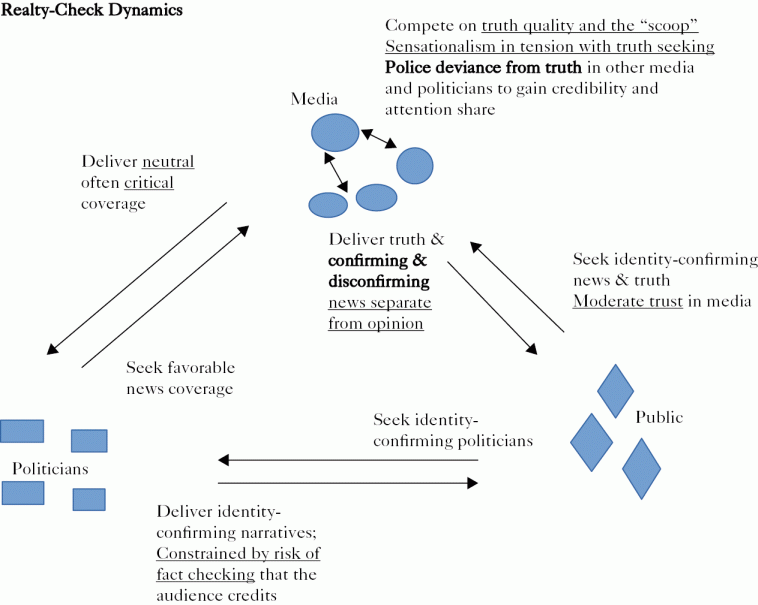 Realty-Check Dynamics
Compete on truth quality and the “scoop”
Sensationalism in tension with truth seeking
Police deviance from truth in other media
and politicians to gain credibility and
attention share
Media
Deliver neutral
often critical
coverage
Deliver truth &
confirming &
disconfirming
news separate
from opinion
Seek identity-confirming
news & truth
Moderate trust in media
Seek favorable
news coverage
Seek identity-
confirming politicians
Public
Politicians
Deliver identity-
confirming narratives;
Constrained by risk of
fact checking that the
audience credits